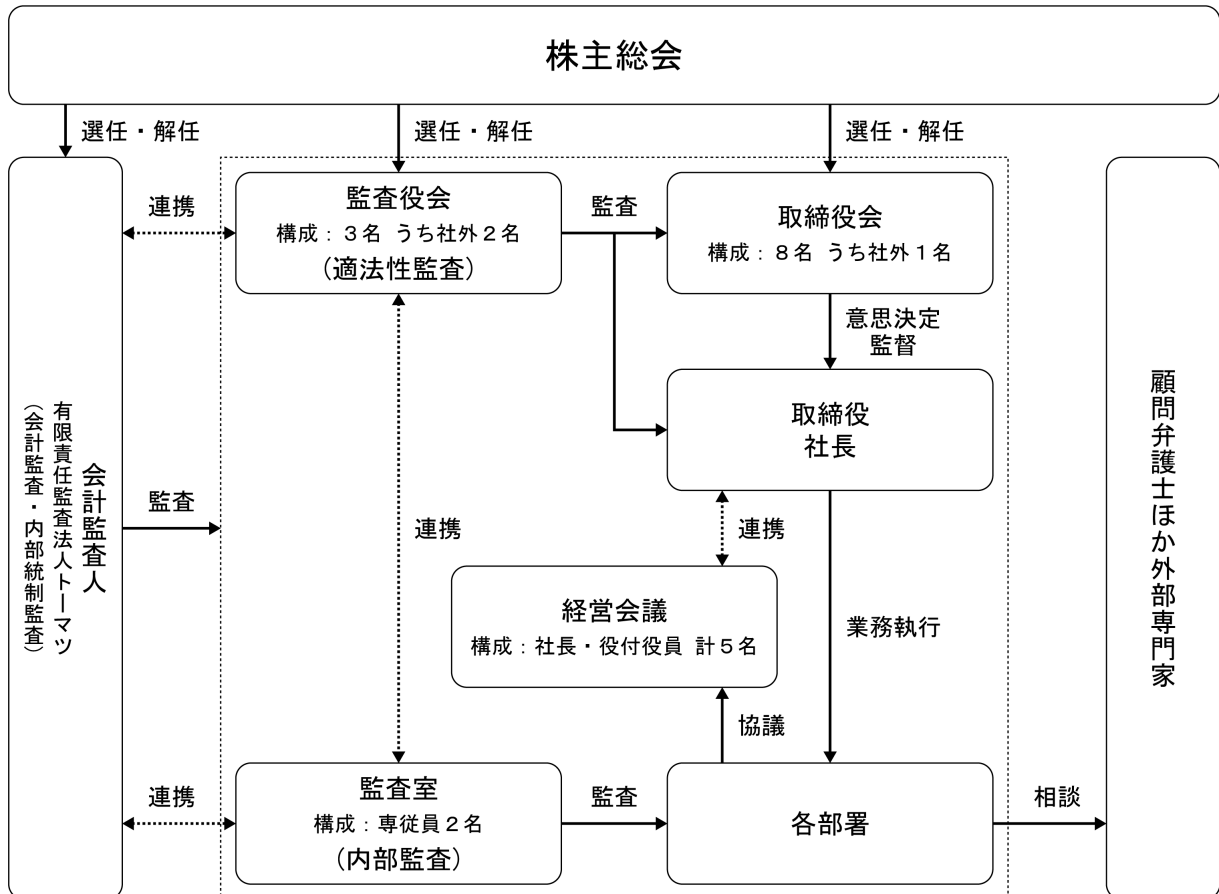 株主総会
選任・解任
選任・解任
選任・解任
連携
監査役会
構成：３名 うち社外２名
（適法性監査）
監査
取締役会
構成：８名 うち社外１名
意思決定
監督
取締役
社長
会計監査人
有限責任監査法人トーマツ
（会計監査・内部統制監査）
監査
連携
連携
経営会議
構成：社長・役付役員 計５名
業務執行
協議
顧問弁護士ほか外部専門家
連携
監査室
構成：専従員２名
（内部監査）
監査
各部署
相談